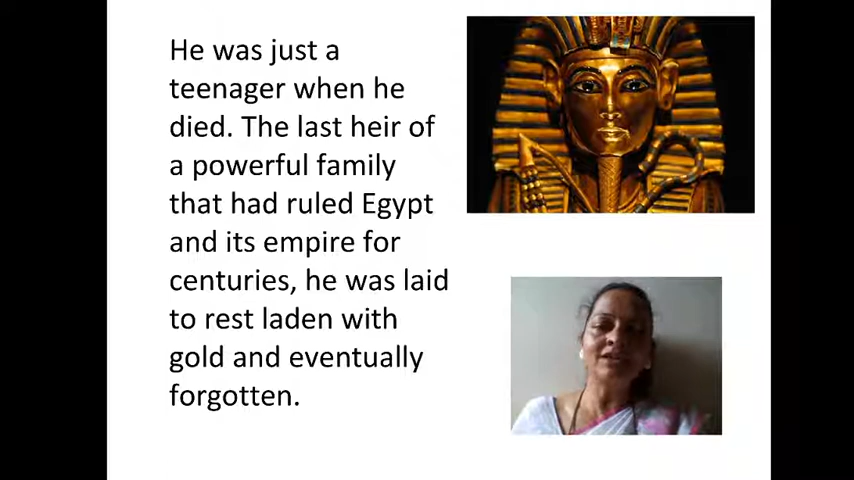 He was just a
teenager when he
died. The last heir of
a powerful family
that had ruled Egypt
and its empire for
centuries, he was laid
to rest laden with
gold and eventually
forgotten.